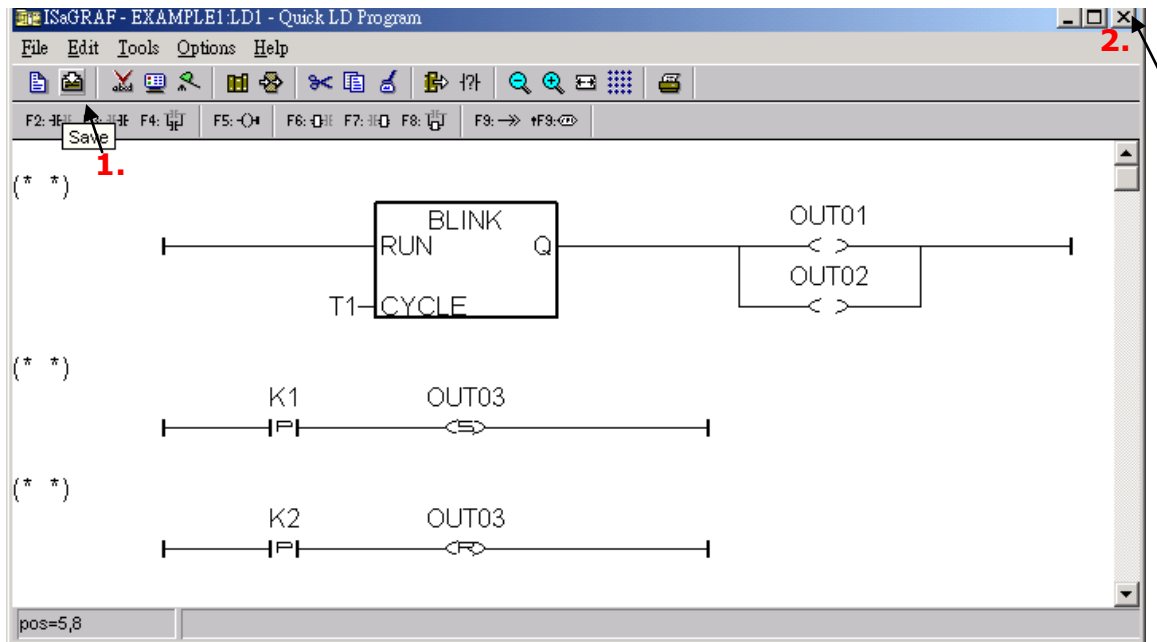 ISaGRAF - EXAMPLE1:LD1 - Quick LD Program
File Edit Tools Options Help
2.
F2: F4: F5: F6: F7: F8: F9: ↑F9:
Save
1.
(* *)
BLINK
RUN Q
T1 CYCLE
OUT01
< >
OUT02
< >
(* *)
K1 OUT03
P S
(* *)
K2 OUT03
P R
pos=5,8